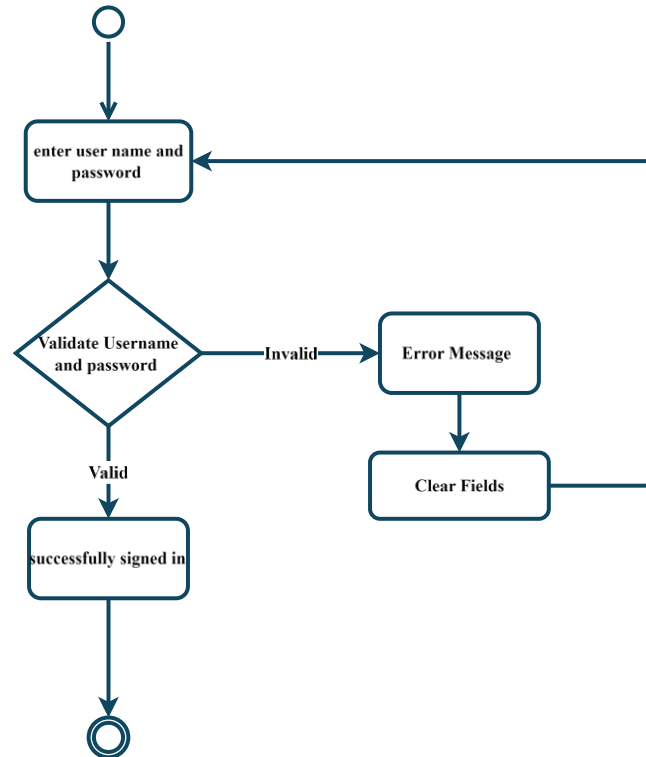 enter user name and
password
Validate Username
and password
Invalid
Error Message
Clear Fields
Valid
successfully signed in